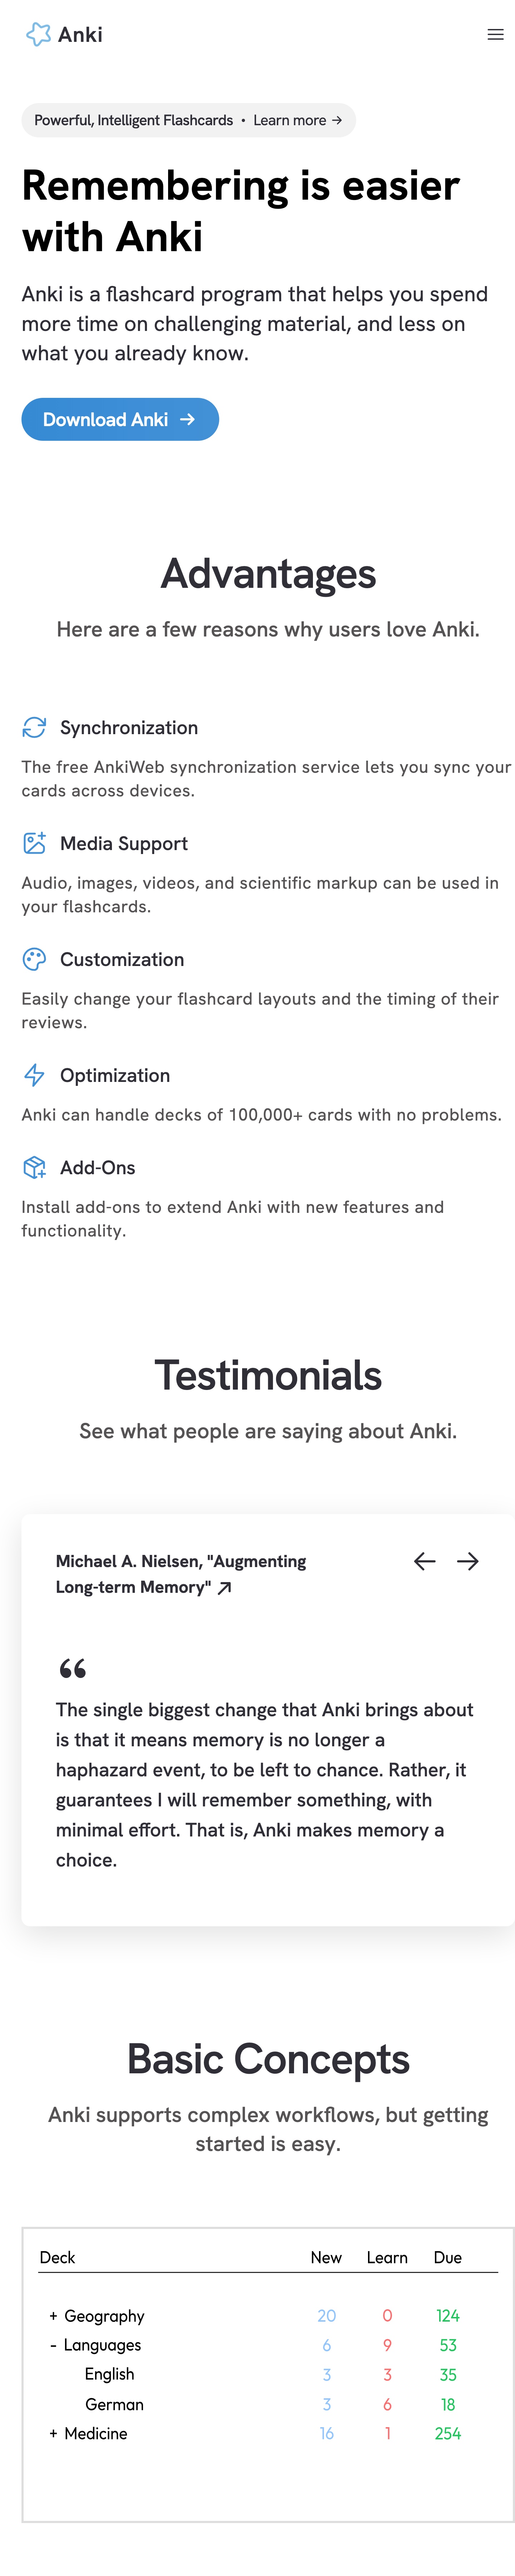 Anki
Powerful, Intelligent Flashcards • Learn more →
Remembering is easier
with Anki
Anki is a flashcard program that helps you spend
more time on challenging material, and less on
what you already know.
Download Anki →
Advantages
Here are a few reasons why users love Anki.
Synchronization
The free AnkiWeb synchronization service lets you sync your
cards across devices.
Media Support
Audio, images, videos, and scientific markup can be used in
your flashcards.
Customization
Easily change your flashcard layouts and the timing of their
reviews.
Optimization
Anki can handle decks of 100,000+ cards with no problems.
Add-Ons
Install add-ons to extend Anki with new features and
functionality.
Testimonials
See what people are saying about Anki.
Michael A. Nielsen, "Augmenting
Long-term Memory" ↗
← →
“
The single biggest change that Anki brings about
is that it means memory is no longer a
haphazard event, to be left to chance. Rather, it
guarantees I will remember something, with
minimal effort. That is, Anki makes memory a
choice.
Basic Concepts
Anki supports complex workflows, but getting
started is easy.
Deck New Learn Due
+ Geography 20 0 124
- Languages 6 9 53
English 3 3 35
German 3 6 18
+ Medicine 16 1 254